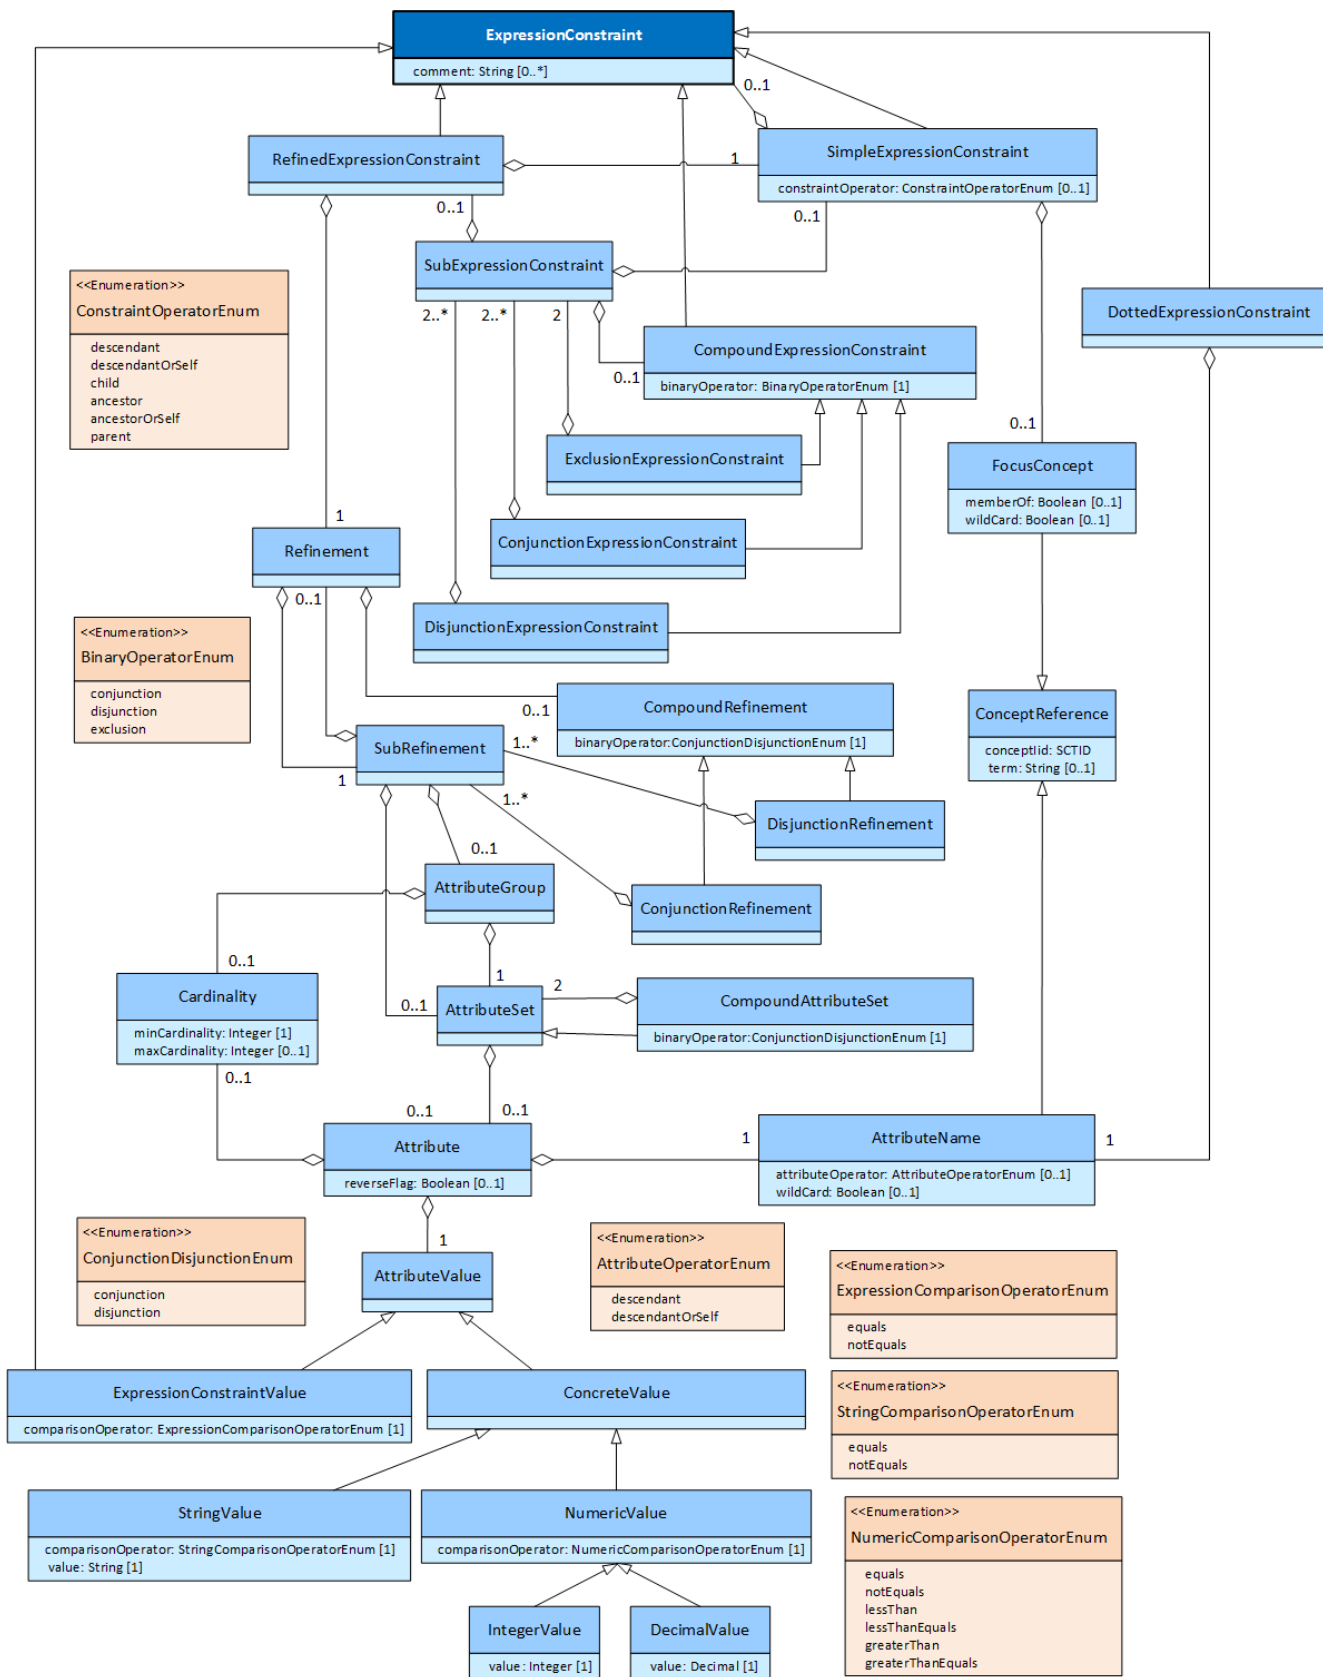 ExpressionConstraint
comment: String [0..*]
0..1
RefinedExpressionConstraint
1
SimpleExpressionConstraint
constraintOperator: ConstraintOperatorEnum [0..1]
0..1
0..1
SubExpressionConstraint
2..*
2..*
2
<<Enumeration>>
ConstraintOperatorEnum
descendant
descendantOrSelf
child
ancestor
ancestorOrSelf
parent
DottedExpressionConstraint
CompoundExpressionConstraint
binaryOperator: BinaryOperatorEnum [1]
0..1
0..1
ExclusionExpressionConstraint
FocusConcept
memberOf: Boolean [0..1]
wildCard: Boolean [0..1]
1
Refinement
0..1
ConjunctionExpressionConstraint
DisjunctionExpressionConstraint
<<Enumeration>>
BinaryOperatorEnum
conjunction
disjunction
exclusion
0..1
CompoundRefinement
binaryOperator:ConjunctionDisjunctionEnum [1]
ConceptReference
conceptIid: SCTID
term: String [0..1]
SubRefinement
1
1..*
1..*
DisjunctionRefinement
0..1
AttributeGroup
ConjunctionRefinement
0..1
Cardinality
minCardinality: Integer [1]
maxCardinality: Integer [0..1]
0..1
1
0..1
AttributeSet
2
CompoundAttributeSet
binaryOperator:ConjunctionDisjunctionEnum [1]
0..1
0..1
Attribute
reverseFlag: Boolean [0..1]
1
AttributeName
attributeOperator: AttributeOperatorEnum [0..1]
wildCard: Boolean [0..1]
1
<<Enumeration>>
ConjunctionDisjunctionEnum
conjunction
disjunction
1
AttributeValue
<<Enumeration>>
AttributeOperatorEnum
descendant
descendantOrSelf
<<Enumeration>>
ExpressionComparisonOperatorEnum
equals
notEquals
ExpressionConstraintValue
comparisonOperator: ExpressionComparisonOperatorEnum [1]
ConcreteValue
<<Enumeration>>
StringComparisonOperatorEnum
equals
notEquals
StringValue
comparisonOperator: StringComparisonOperatorEnum [1]
value: String [1]
NumericValue
comparisonOperator: NumericComparisonOperatorEnum [1]
<<Enumeration>>
NumericComparisonOperatorEnum
equals
notEquals
lessThan
lessThanEquals
greaterThan
greaterThanEquals
IntegerValue
value: Integer [1]
DecimalValue
value: Decimal [1]